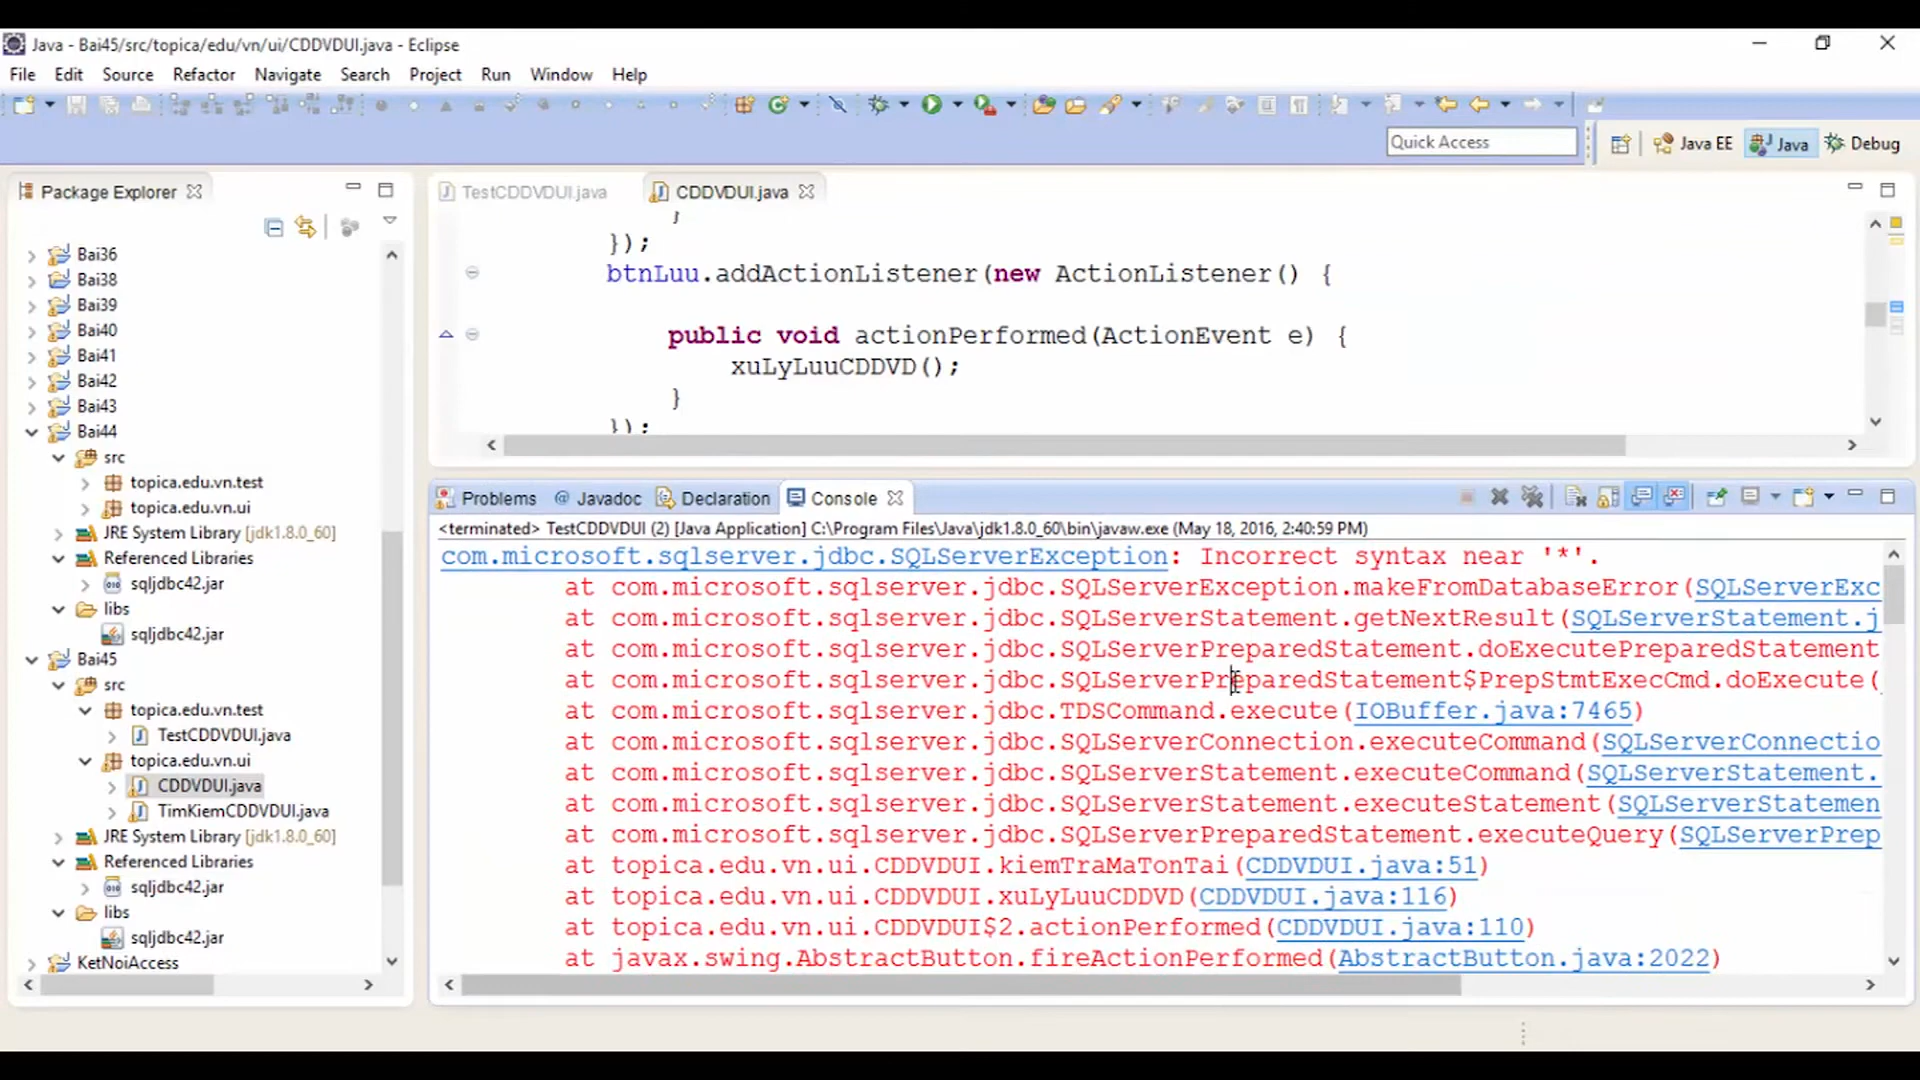 Java - Bai45/src/topica/edu/vn/ui/CDDVDUI.java - Eclipse
File Edit Source Refactor Navigate Search Project Run Window Help
Quick Access
Java EE
Java
Debug
Package Explorer
Bai36
Bai38
Bai39
Bai40
Bai41
Bai42
Bai43
Bai44
src
topica.edu.vn.test
topica.edu.vn.ui
JRE System Library [jdk1.8.0_60]
Referenced Libraries
sqljdbc42.jar
libs
sqljdbc42.jar
Bai45
src
topica.edu.vn.test
TestCDDVDUI.java
topica.edu.vn.ui
CDDVDUI.java
TimKiemCDDVDUI.java
JRE System Library [jdk1.8.0_60]
Referenced Libraries
sqljdbc42.jar
libs
sqljdbc42.jar
KetNoiAccess
TestCDDVDUI.java CDDVDUI.java
}
});
btnLuu.addActionListener(new ActionListener() {
public void actionPerformed(ActionEvent e) {
xuLyLuuCDDVD();
}
});
Problems @ Javadoc Declaration Console
<terminated> TestCDDVDUI (2) [Java Application] C:\Program Files\Java\jdk1.8.0_60\bin\javaw.exe (May 18, 2016, 2:40:59 PM)
com.microsoft.sqlserver.jdbc.SQLServerException: Incorrect syntax near '*'.
at com.microsoft.sqlserver.jdbc.SQLServerException.makeFromDatabaseError(SQLServerExc
at com.microsoft.sqlserver.jdbc.SQLServerStatement.getNextResult(SQLServerStatement.j
at com.microsoft.sqlserver.jdbc.SQLServerPreparedStatement.doExecutePreparedStatement
at com.microsoft.sqlserver.jdbc.SQLServerPreparedStatement$PrepStmtExecCmd.doExecute(
at com.microsoft.sqlserver.jdbc.TDSCommand.execute(IOBuffer.java:7465)
at com.microsoft.sqlserver.jdbc.SQLServerConnection.executeCommand(SQLServerConnectio
at com.microsoft.sqlserver.jdbc.SQLServerStatement.executeCommand(SQLServerStatement.
at com.microsoft.sqlserver.jdbc.SQLServerStatement.executeStatement(SQLServerStatemen
at com.microsoft.sqlserver.jdbc.SQLServerPreparedStatement.executeQuery(SQLServerPrep
at topica.edu.vn.ui.CDDVDUI.kiemTraMaTonTai(CDDVDUI.java:51)
at topica.edu.vn.ui.CDDVDUI.xuLyLuuCDDVD(CDDVDUI.java:116)
at topica.edu.vn.ui.CDDVDUI$2.actionPerformed(CDDVDUI.java:110)
at javax.swing.AbstractButton.fireActionPerformed(AbstractButton.java:2022)